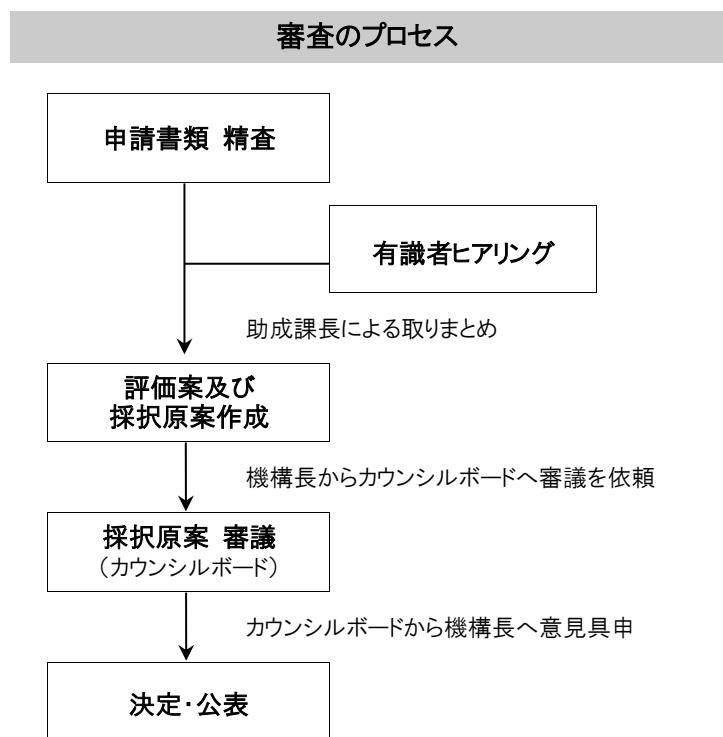 審査のプロセス
申請書類 精査
有識者ヒアリング
助成課長による取りまとめ
評価案及び
採択原案作成
機構長からカウンシルボードへ審議を依頼
採択原案 審議
（カウンシルボード）
カウンシルボードから機構長へ意見具申
決定・公表